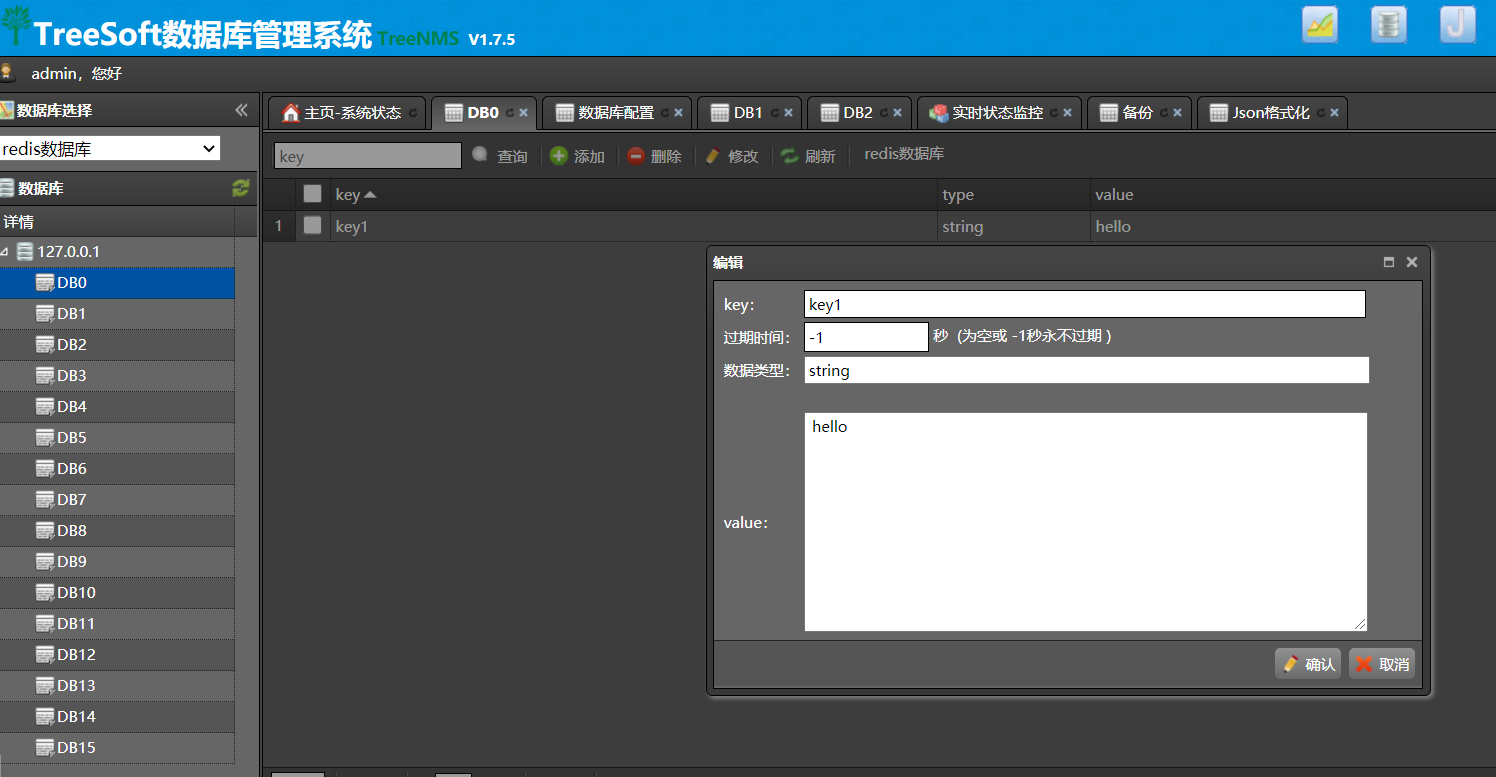 TreeSoft数据库管理系统 TreeNMS V1.7.5
J
admin，您好
数据库选择
redis数据库
数据库
详情
127.0.0.1
DB0
DB1
DB2
DB3
DB4
DB5
DB6
DB7
DB8
DB9
DB10
DB11
DB12
DB13
DB14
DB15
主页-系统状态 DB0 数据库配置 DB1 DB2 实时状态监控 备份 Json格式化
key 查询 添加 删除 修改 刷新 redis数据库
key type value
1 key1 string hello
编辑
key： key1
过期时间： -1 秒 (为空或 -1秒永不过期 )
数据类型： string
hello
value：
确认 取消